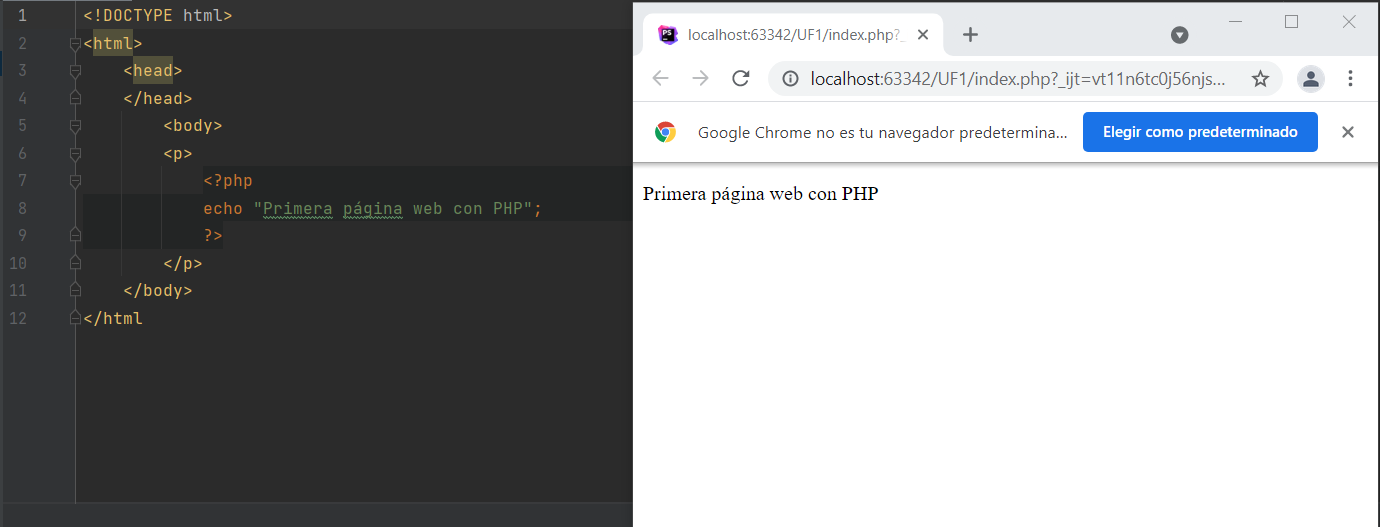 1 <!DOCTYPE html>
2 <html>
3 <head>
4 </head>
5 <body>
6 <p>
7 <?php
8 echo "Primera página web con PHP";
9 ?>
10 </p>
11 </body>
12 </html
PS localhost:63342/UF1/index.php?_
localhost:63342/UF1/index.php?_ijt=vt11n6tc0j56njs...
Google Chrome no es tu navegador predetermina... Elegir como predeterminado
Primera página web con PHP